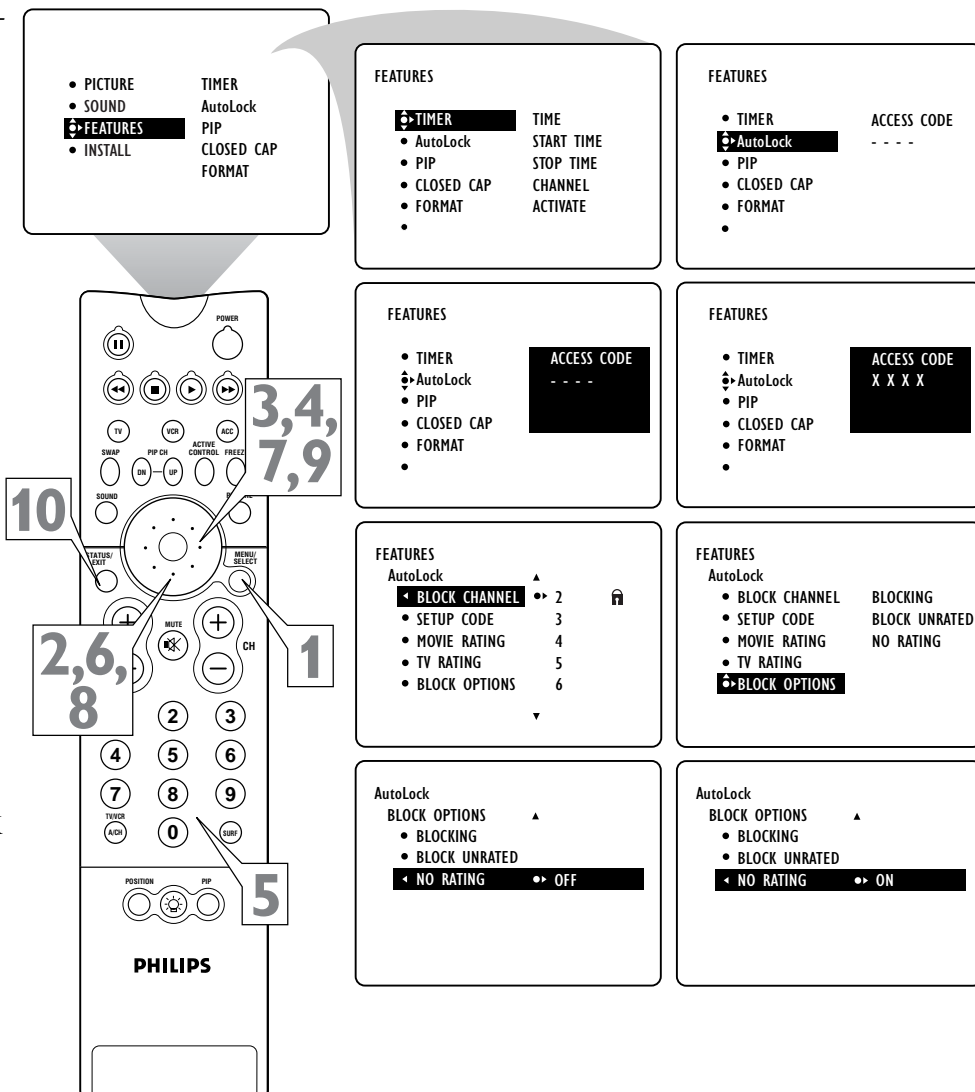 PICTURE TIMER
SOUND AutoLock
FEATURES PIP
INSTALL CLOSED CAP
FORMAT
FEATURES
TIMER TIME
AutoLock START TIME
PIP STOP TIME
CLOSED CAP CHANNEL
FORMAT ACTIVATE
FEATURES
TIMER ACCESS CODE
AutoLock - - - -
PIP
CLOSED CAP
FORMAT
FEATURES
TIMER ACCESS CODE
AutoLock - - - -
PIP
CLOSED CAP
FORMAT
FEATURES
TIMER ACCESS CODE
AutoLock X X X X
PIP
CLOSED CAP
FORMAT
FEATURES
AutoLock
BLOCK CHANNEL 2
SETUP CODE 3
MOVIE RATING 4
TV RATING 5
BLOCK OPTIONS 6
FEATURES
AutoLock
BLOCK CHANNEL BLOCKING
SETUP CODE BLOCK UNRATED
MOVIE RATING NO RATING
TV RATING
BLOCK OPTIONS
AutoLock
BLOCK OPTIONS
BLOCKING
BLOCK UNRATED
NO RATING OFF
AutoLock
BLOCK OPTIONS
BLOCKING
BLOCK UNRATED
NO RATING ON
POWER
TV VCR ACC
SWAP PIP CH ACTIVE CONTROL
DN UP
SOUND
3,4,
7,9
10
STATUS/
EXIT
MENU/
SELECT
MUTE
CH
2,6,
8
1
2 3
4 5 6
7 8 9
TV/VCR
A/CH 0 SURF
5
POSITION PIP
PHILIPS